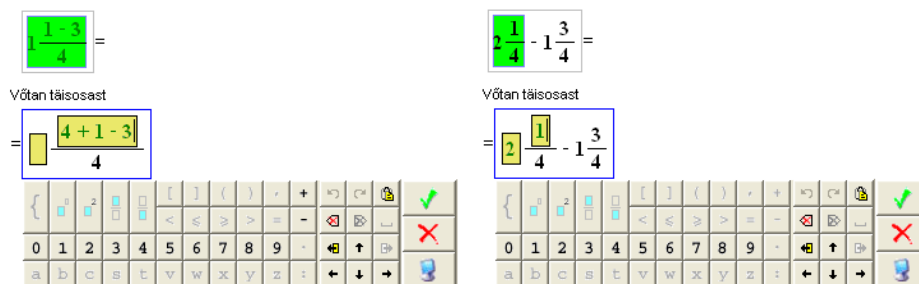 1 1 - 3 / 4 =
Võtan täisosast
= 4 + 1 - 3 / 4
{ [ ] ( ) , +
< ≤ ≥ > = -
0 1 2 3 4 5 6 7 8 9 ·
a b c s t v w x y z :
2 1/4 - 1 3/4 =
Võtan täisosast
= 2 1/4 - 1 3/4
{ [ ] ( ) , +
< ≤ ≥ > = -
0 1 2 3 4 5 6 7 8 9 ·
a b c s t v w x y z :